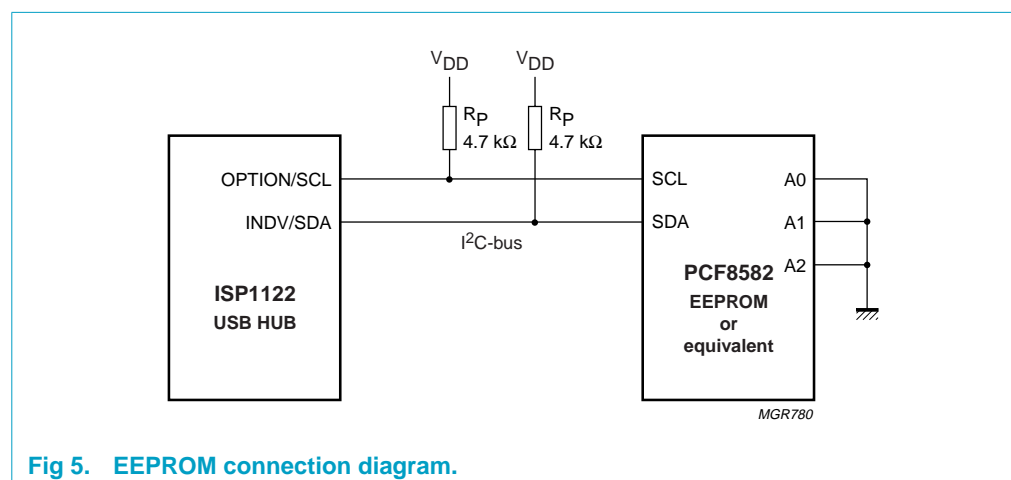 VDD VDD
RP RP
4.7 kΩ 4.7 kΩ
OPTION/SCL SCL A0
INDV/SDA SDA A1
I2C-bus
A2
ISP1122
USB HUB
PCF8582
EEPROM
or
equivalent
MGR780
Fig 5. EEPROM connection diagram.